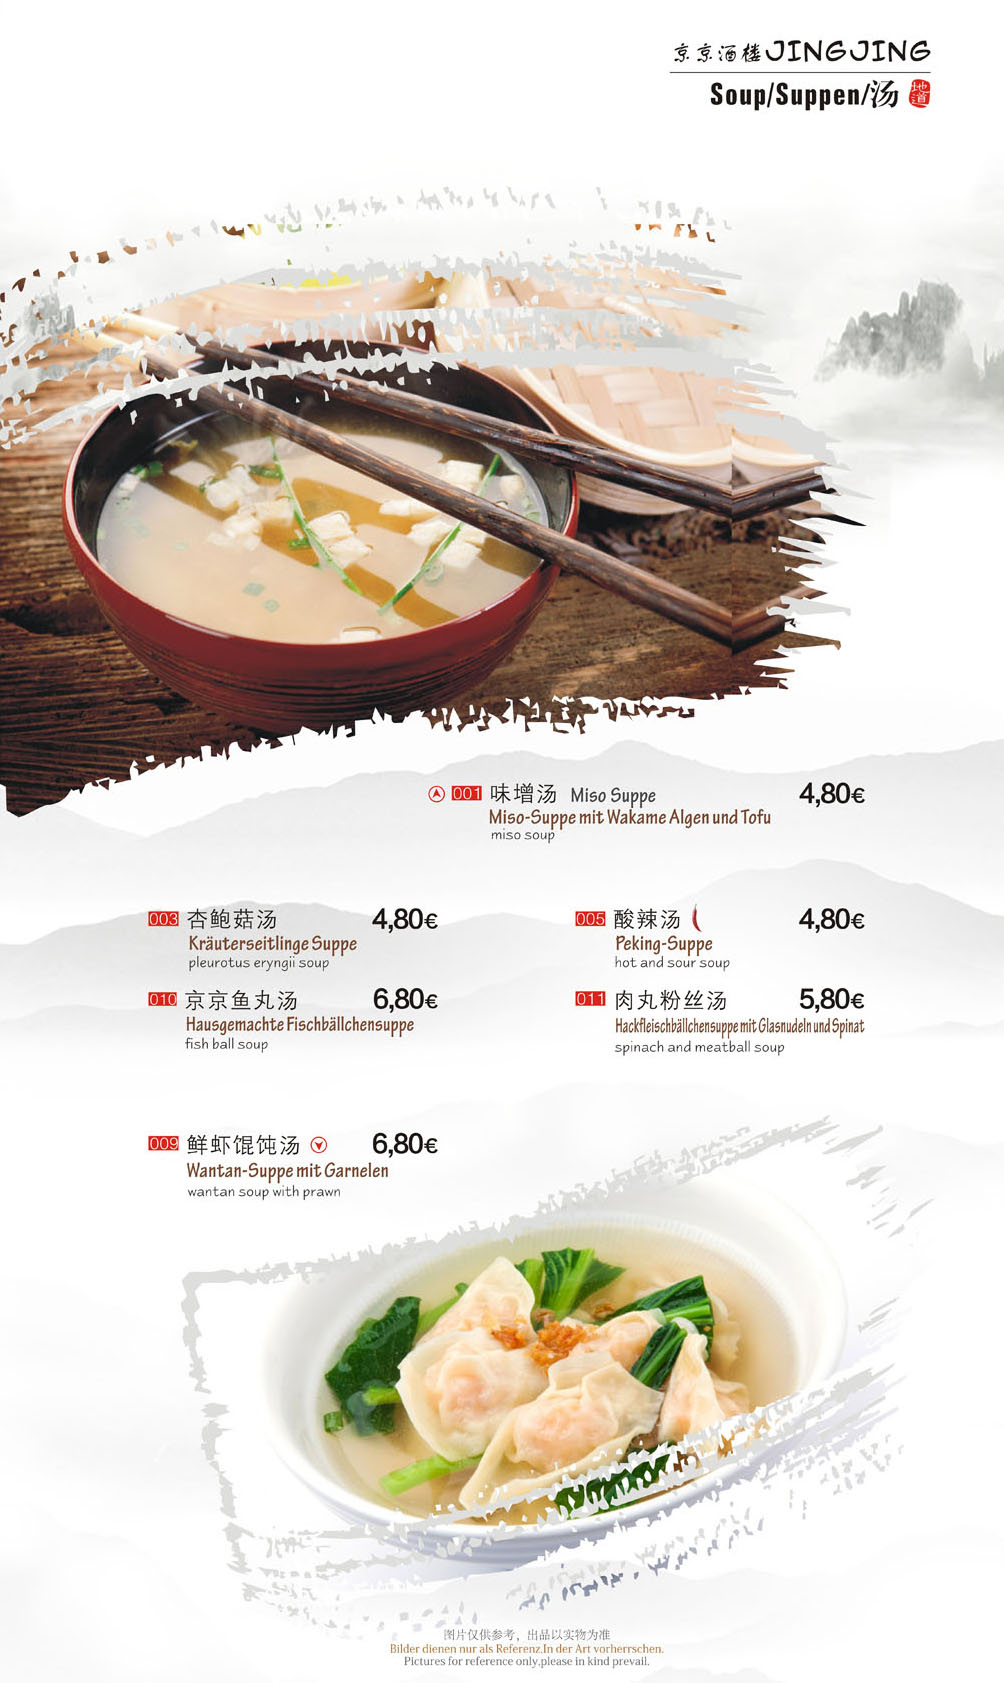 京京酒楼JINGJING
Soup/Suppen/汤 地道
001 味增汤 Miso Suppe 4,80€
Miso-Suppe mit Wakame Algen und Tofu
miso soup
003 杏鲍菇汤 4,80€
Kräuterseitlinge Suppe
pleurotus eryngii soup
005 酸辣汤 4,80€
Peking-Suppe
hot and sour soup
010 京京鱼丸汤 6,80€
Hausgemachte Fischbällchensuppe
fish ball soup
011 肉丸粉丝汤 5,80€
Hackfleischbällchensuppe mit Glasnudeln und Spinat
spinach and meatball soup
009 鲜虾馄饨汤 6,80€
Wantan-Suppe mit Garnelen
wantan soup with prawn
图片仅供参考，出品以实物为准
Bilder dienen nur als Referenz,In der Art vorherrschen.
Pictures for reference only,please in kind prevail.